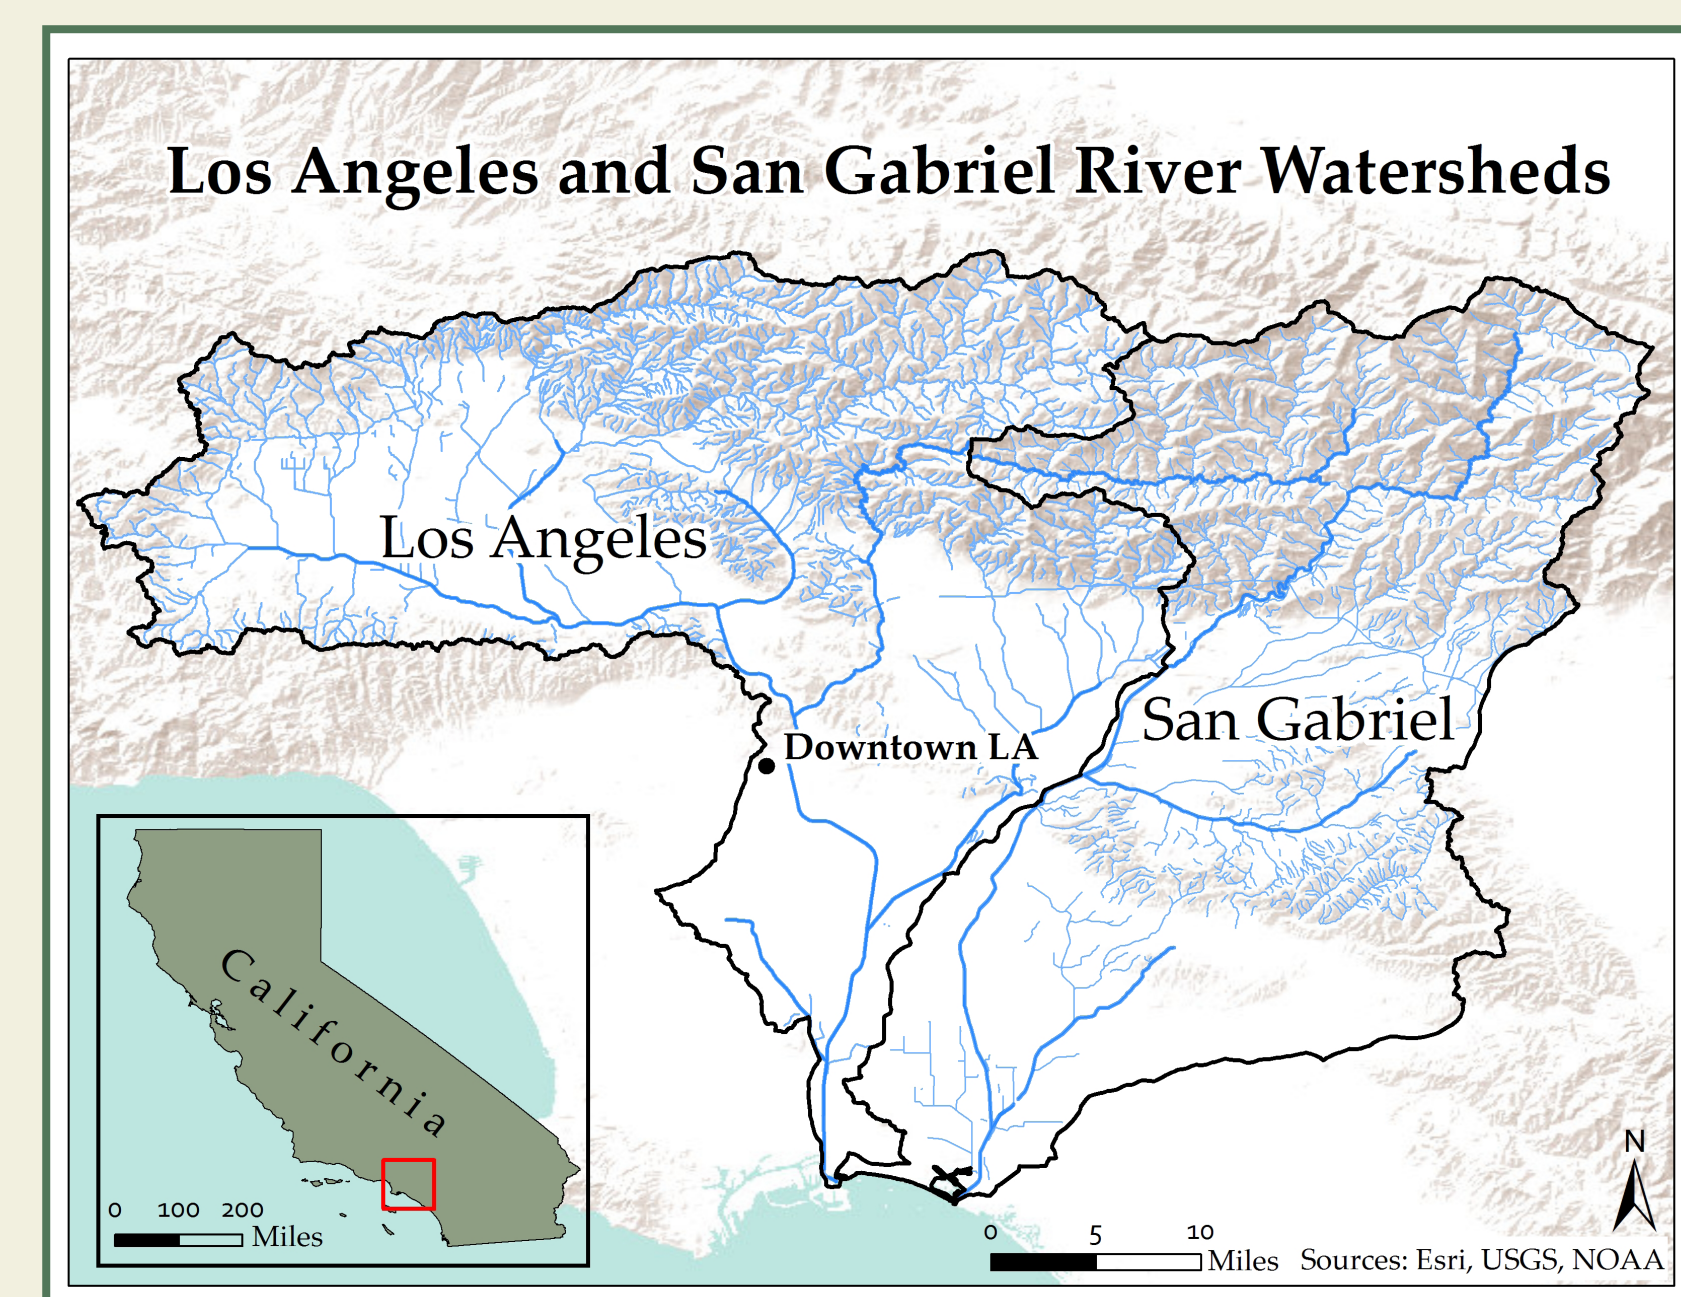 Los Angeles and San Gabriel River Watersheds
Los Angeles
San Gabriel
Downtown LA
California
0 100 200
Miles
N
0 5 10
Miles
Sources: Esri, USGS, NOAA